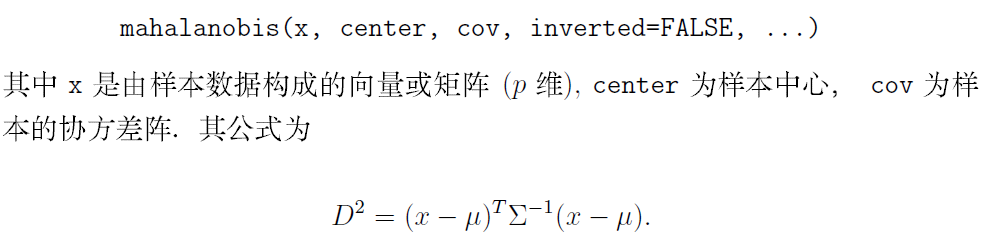 mahalanobis(x, center, cov, inverted=FALSE, ...)
其中 x 是由样本数据构成的向量或矩阵 (p 维), center 为样本中心, cov 为样
本的协方差阵. 其公式为
D² = (x − μ)ᵀΣ⁻¹(x − μ).